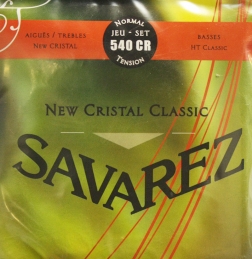 NORMAL
JEU - SET
540 CR
TENSION
AIGUËS / TREBLES
NEW CRISTAL
BASSES
HT CLASSIC
NEW CRISTAL CLASSIC
SAVAREZ